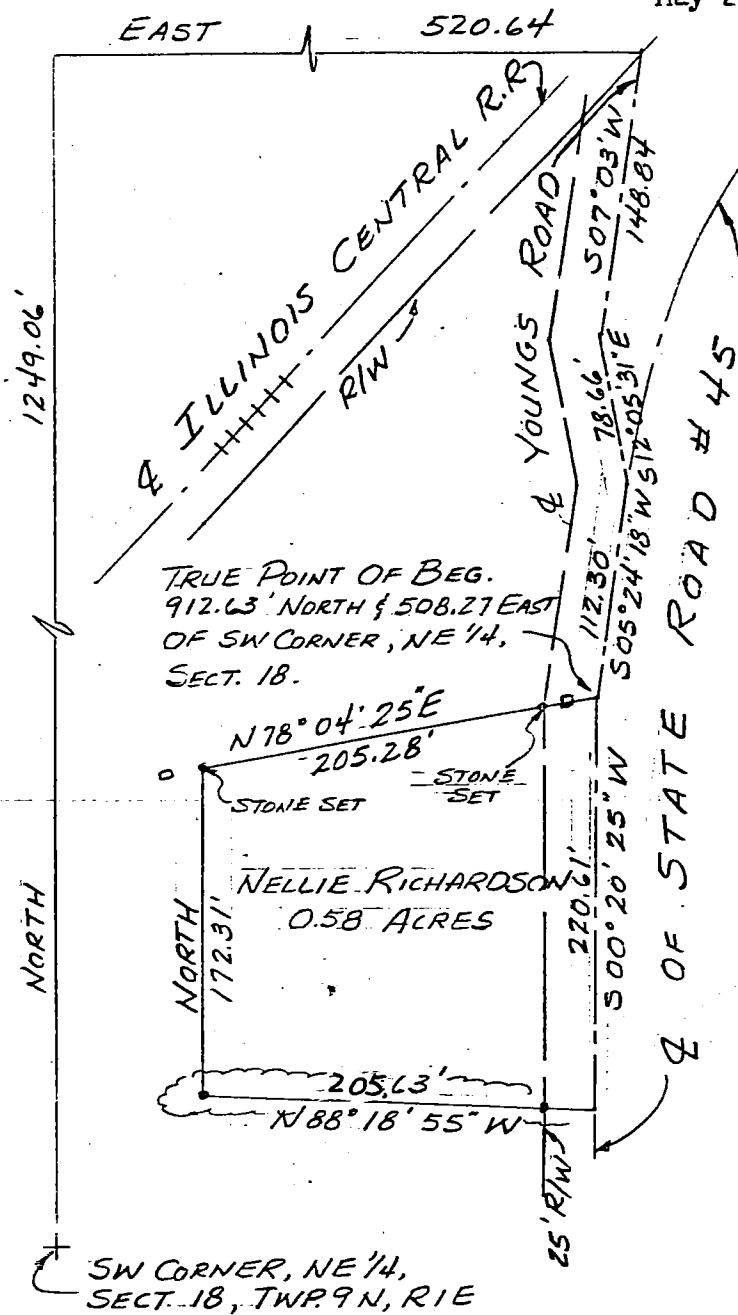 EAST 520.64
ILLINOIS CENTRAL R.R
R/W
1249.06'
YOUNGS ROAD
S07°03'W
148.84
78.66'
S12°05'31"E
112.30'
S05°24'18"W
℄ OF STATE ROAD # 45
TRUE POINT OF BEG.
912.63' NORTH & 508.27 EAST
OF SW CORNER, NE 1/4,
SECT. 18.
N78°04'25"E
205.28'
STONE SET
STONE
SET
NELLIE RICHARDSON
0.58 ACRES
NORTH
172.31'
220.61'
S00°20'25"W
NORTH
205.63'
N88°18'55"W
25' R/W
SW CORNER, NE 1/4,
SECT. 18, TWP. 9N, R1E